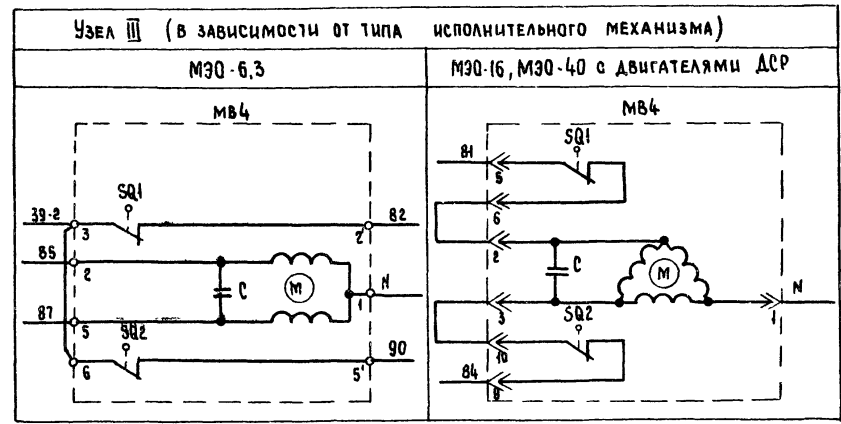 Узел III (в зависимости от типа исполнительного механизма)
МЭО-6,3
МЭО-16, МЭО-40 с двигателями ДСР
МВ4
SQ1
39-2
3
2'
82
85
2
C
М
1
N
87
5
SQ2
6
5'
90
МВ4
SQ1
81
5
6
2
C
М
N
3
1
SQ2
10
84
9